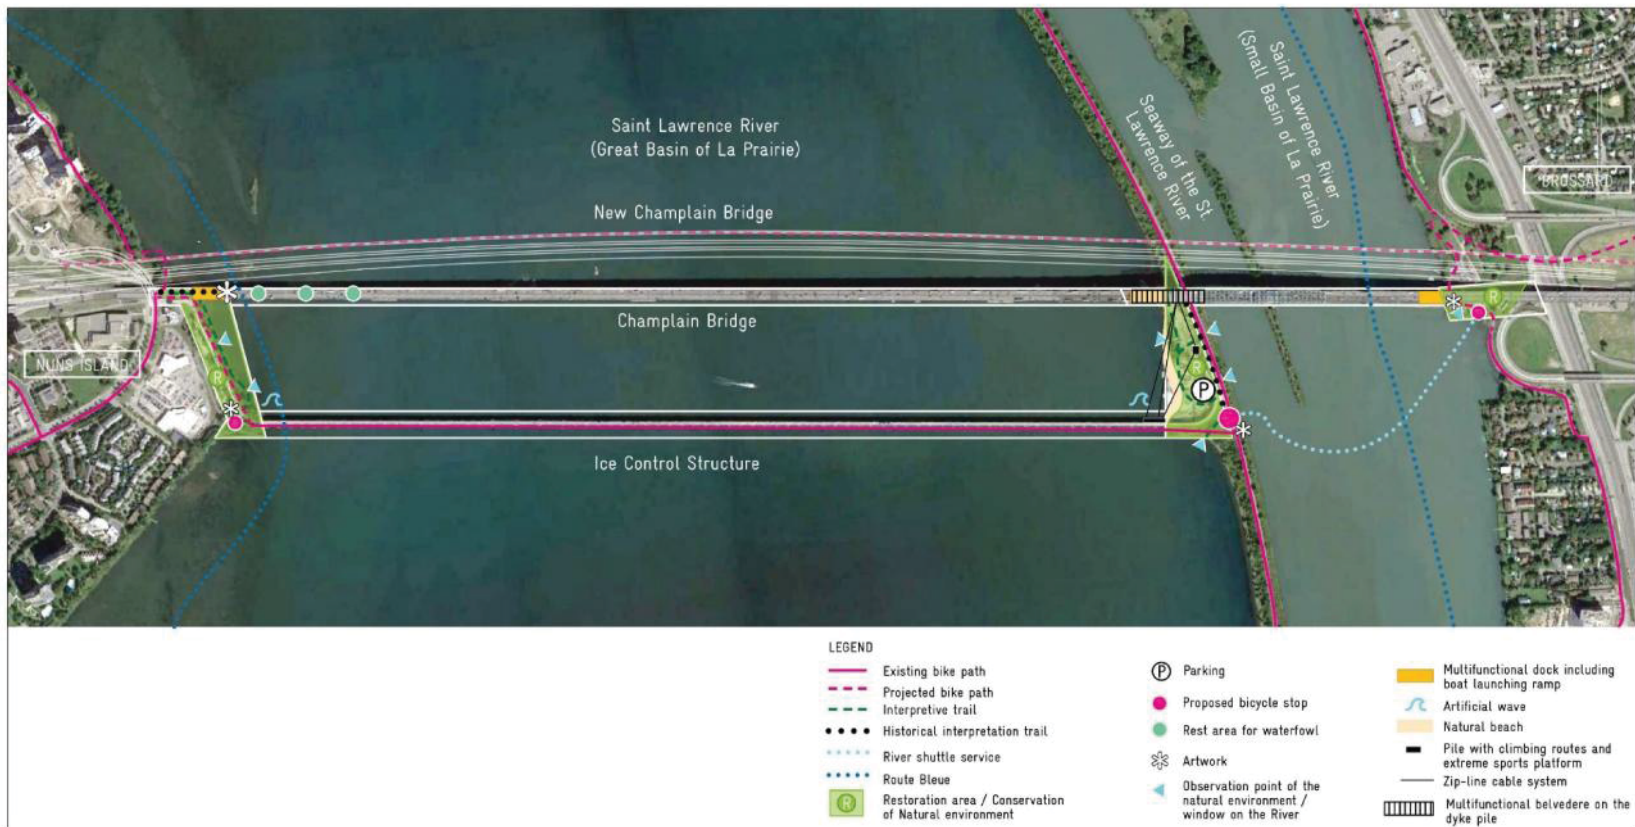 Saint Lawrence River
(Great Basin of La Prairie)
New Champlain Bridge
Seaway of the St.
Lawrence River
Saint Lawrence River
(Small Basin of La Prairie)
BROSSARD
Champlain Bridge
NUNS ISLAND
R
R
R
P
Ice Control Structure
LEGEND
Existing bike path
Projected bike path
Interpretive trail
Historical interpretation trail
River shuttle service
Route Bleue
R
Restoration area / Conservation
of Natural environment
P
Parking
Proposed bicycle stop
Rest area for waterfowl
Artwork
Observation point of the
natural environment /
window on the River
Multifunctional dock including
boat launching ramp
Artificial wave
Natural beach
Pile with climbing routes and
extreme sports platform
Zip-line cable system
Multifunctional belvedere on the
dyke pile